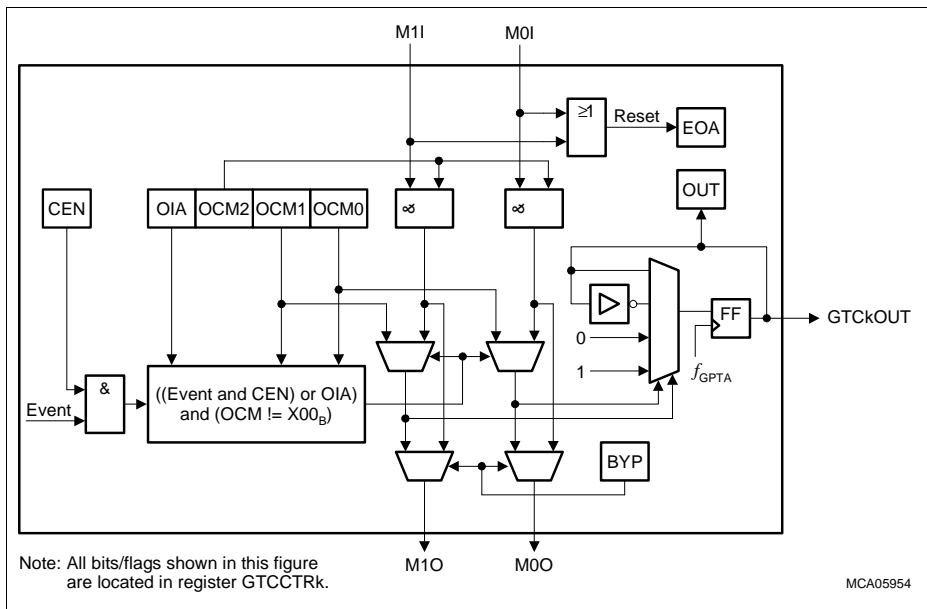 M1I
M0I
≥1
Reset
EOA
CEN
OIA
OCM2
OCM1
OCM0
&
&
OUT
FF
GTCkOUT
0
1
fGPTA
&
Event
((Event and CEN) or OIA)
and (OCM != X00B)
BYP
M1O
M0O
Note: All bits/flags shown in this figure
are located in register GTCCTRk.
MCA05954